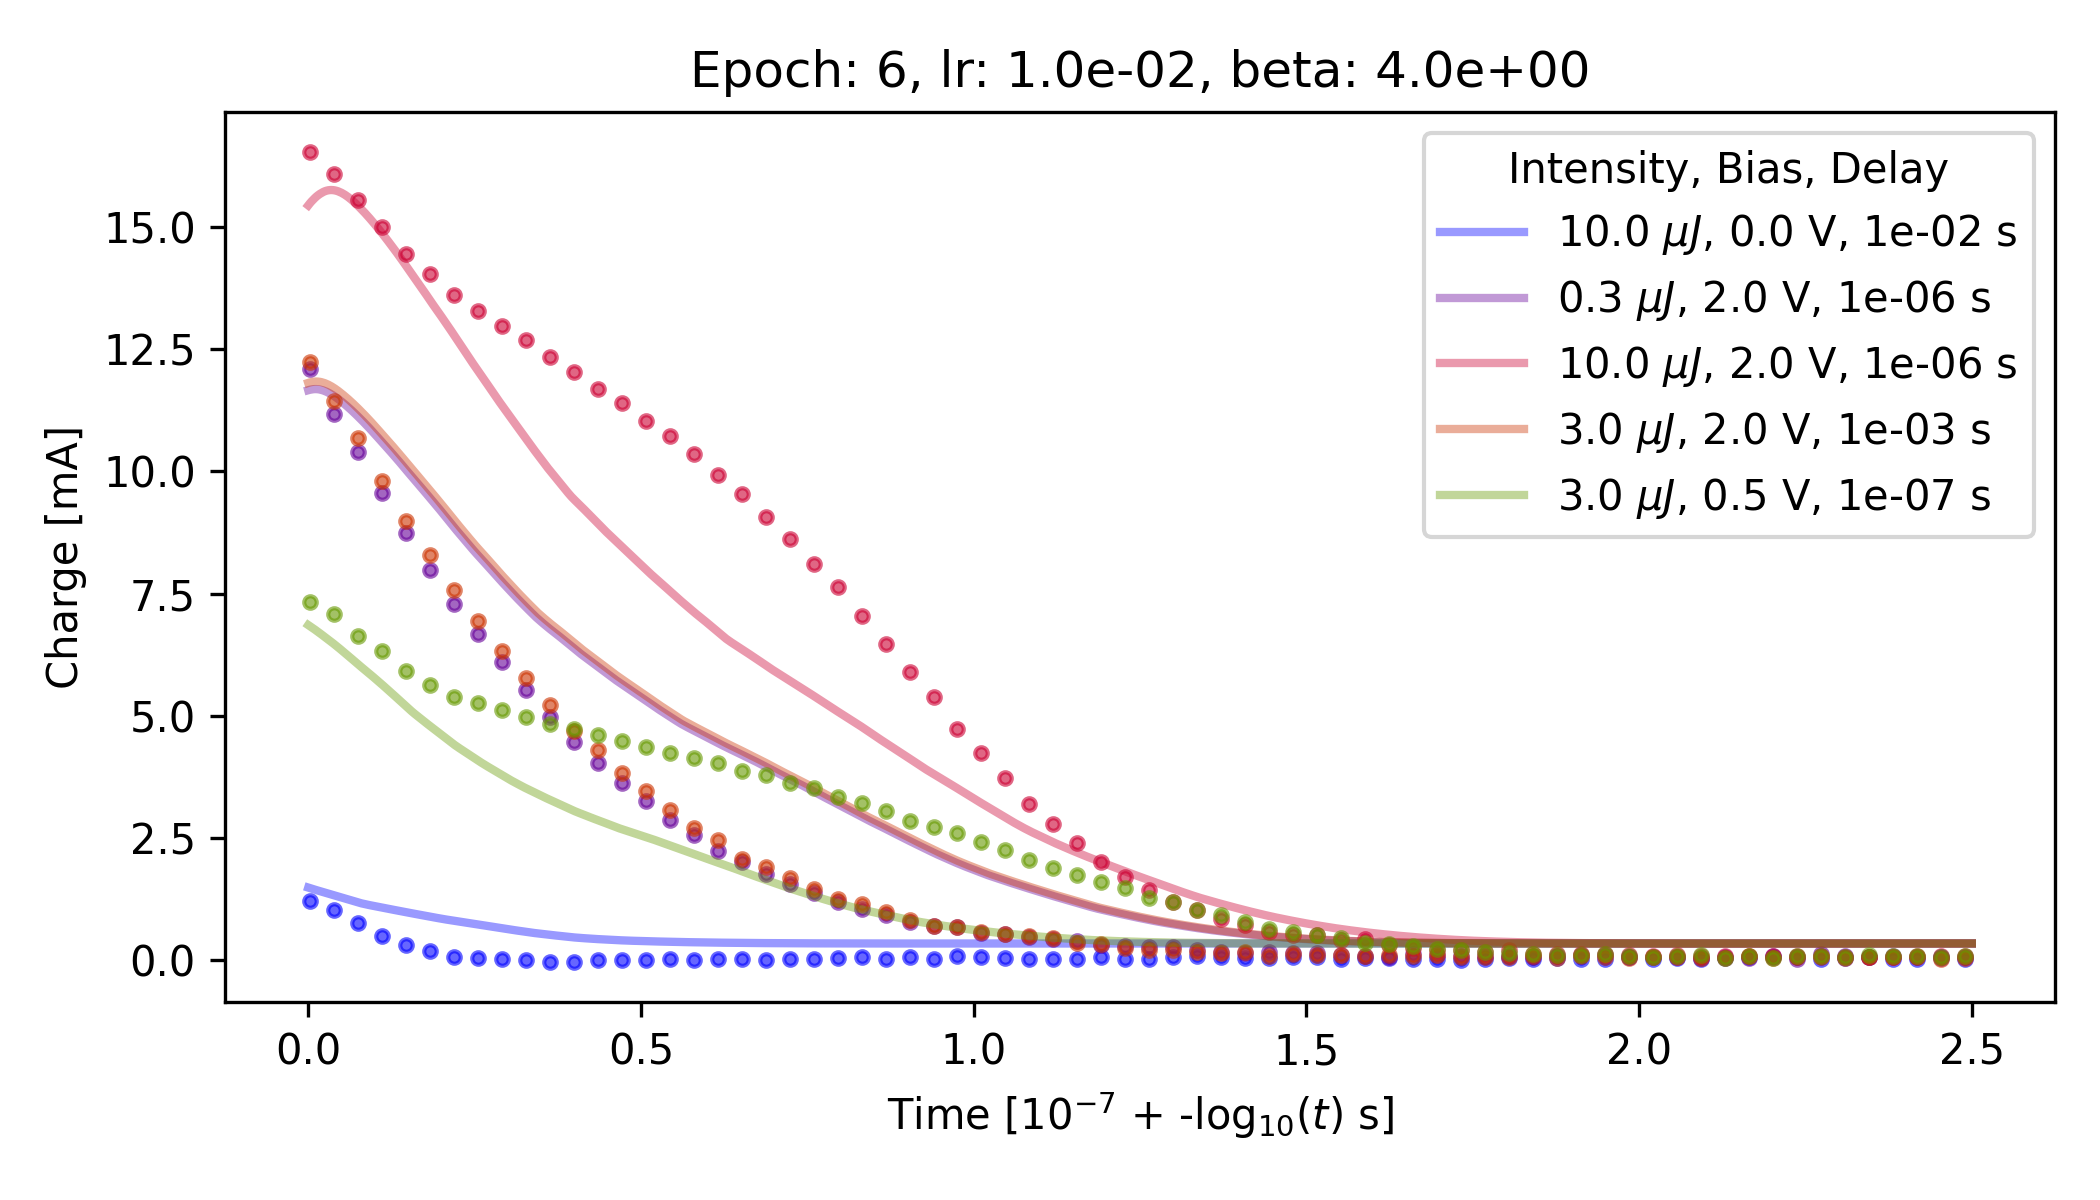 Epoch: 6, lr: 1.0e-02, beta: 4.0e+00
Charge [mA]
15.0
12.5
10.0
7.5
5.0
2.5
0.0
Intensity, Bias, Delay
10.0 μJ, 0.0 V, 1e-02 s
0.3 μJ, 2.0 V, 1e-06 s
10.0 μJ, 2.0 V, 1e-06 s
3.0 μJ, 2.0 V, 1e-03 s
3.0 μJ, 0.5 V, 1e-07 s
0.0 0.5 1.0 1.5 2.0 2.5
Time [10⁻⁷ + -log₁₀(t) s]